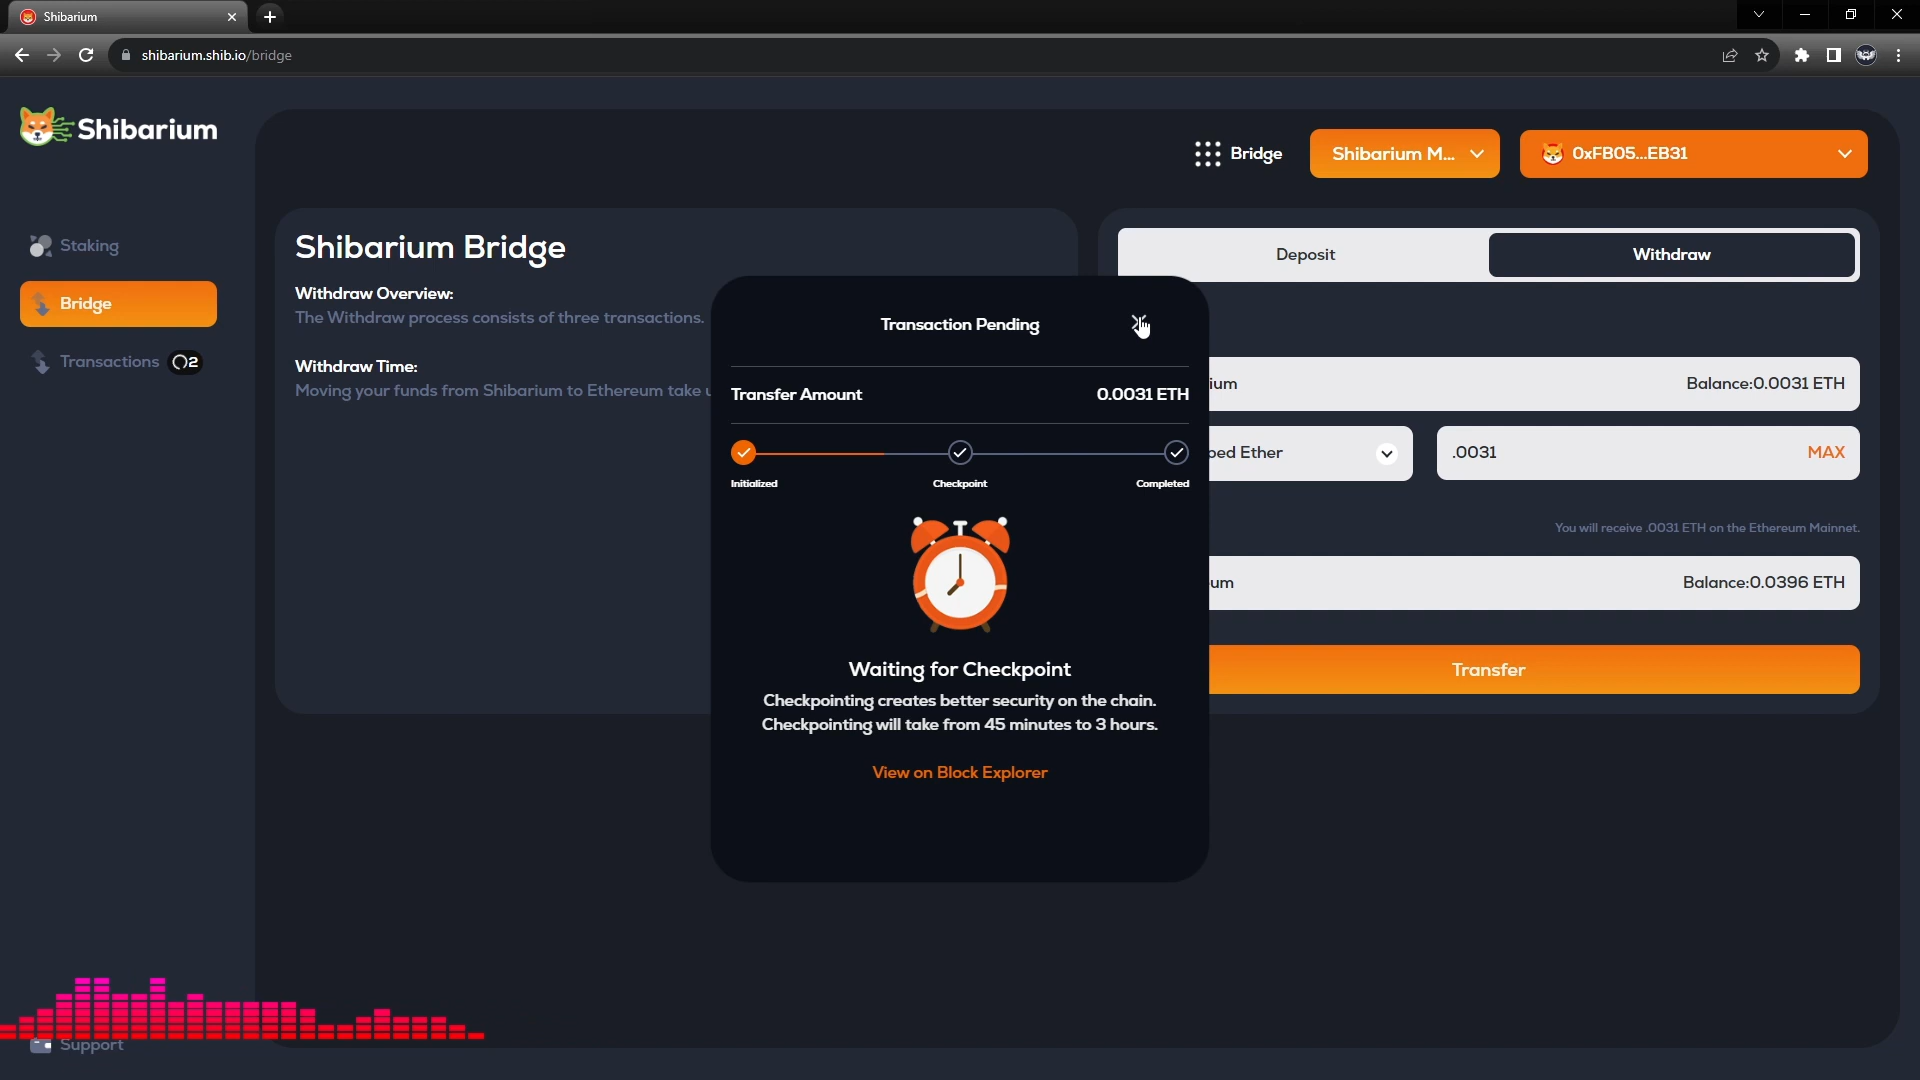 Shibarium
shibarium.shib.io/bridge
Shibarium
Bridge
Shibarium M...
0xFB05...EB31
Staking
Bridge
Transactions
2
Support
Shibarium Bridge
Withdraw Overview:
The Withdraw process consists of three transactions.
Withdraw Time:
Moving your funds from Shibarium to Ethereum take
Transaction Pending
Transfer Amount 0.0031 ETH
Initialized Checkpoint Completed
Waiting for Checkpoint
Checkpointing creates better security on the chain.
Checkpointing will take from 45 minutes to 3 hours.
View on Block Explorer
Deposit Withdraw
ium Balance:0.0031 ETH
ped Ether .0031 MAX
You will receive .0031 ETH on the Ethereum Mainnet.
um Balance:0.0396 ETH
Transfer